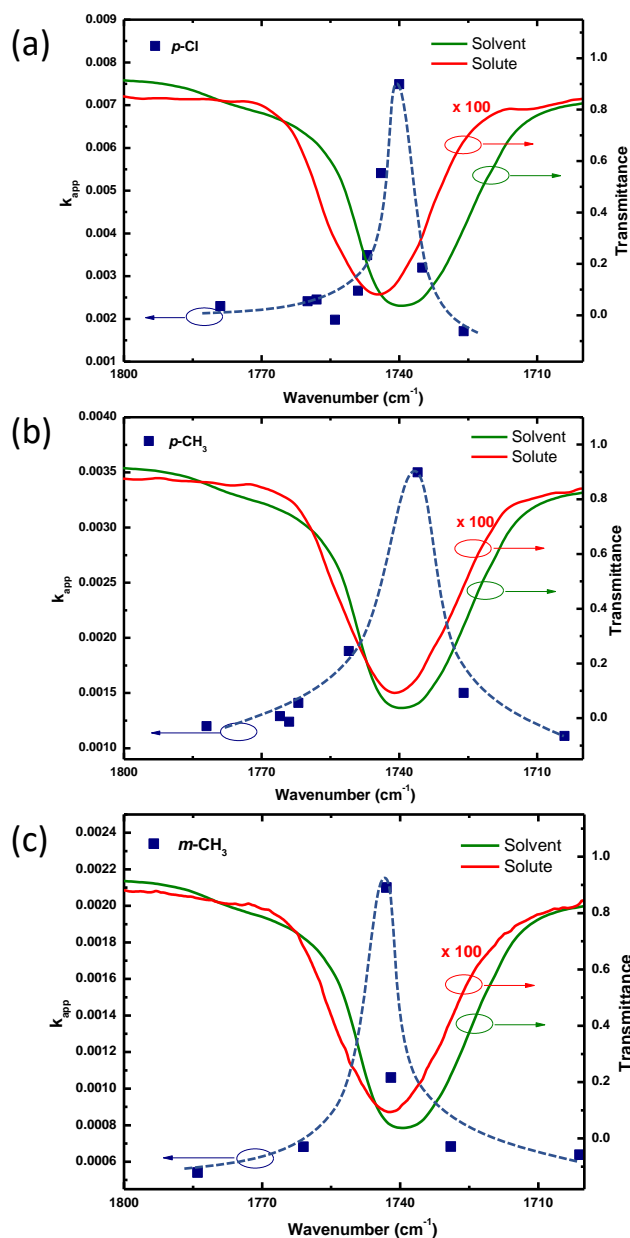 (a)
p-Cl
Solvent
Solute
x 100
0.009
0.008
0.007
0.006
0.005
0.004
0.003
0.002
0.001
k_app
1.0
0.8
0.6
0.4
0.2
0.0
Transmittance
1800 1770 1740 1710
Wavenumber (cm⁻¹)
(b)
p-CH₃
Solvent
Solute
x 100
0.0040
0.0035
0.0030
0.0025
0.0020
0.0015
0.0010
k_app
1.0
0.8
0.6
0.4
0.2
0.0
Transmittance
1800 1770 1740 1710
Wavenumber (cm⁻¹)
(c)
m-CH₃
Solvent
Solute
x 100
0.0024
0.0022
0.0020
0.0018
0.0016
0.0014
0.0012
0.0010
0.0008
0.0006
k_app
1.0
0.8
0.6
0.4
0.2
0.0
Transmittance
1800 1770 1740 1710
Wavenumber (cm⁻¹)